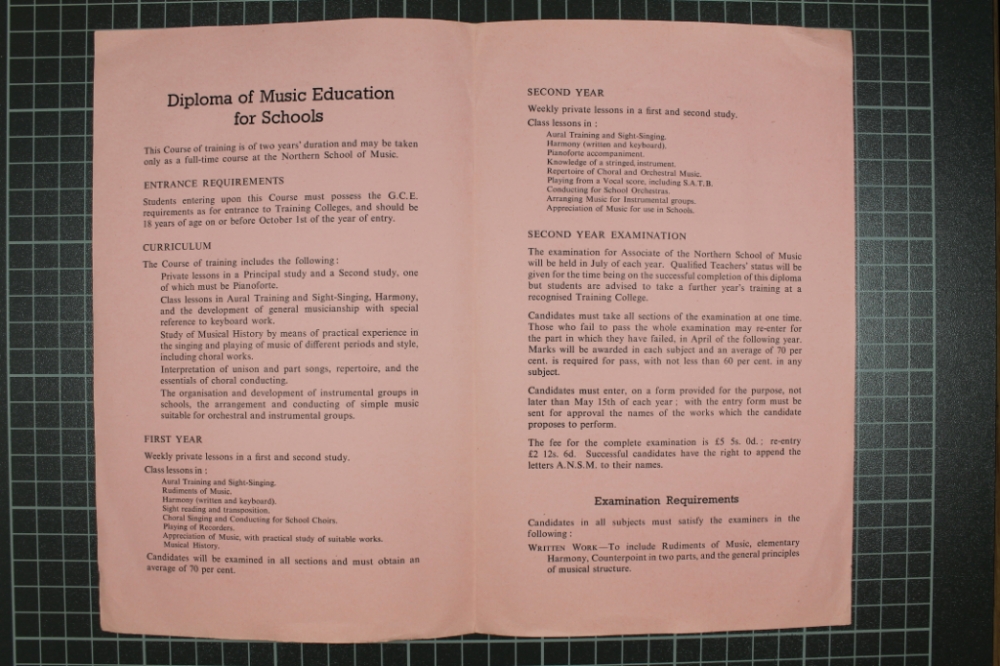 Diploma of Music Education
for Schools
This Course of training is of two years' duration and may be taken
only as a full-time course at the Northern School of Music.
ENTRANCE REQUIREMENTS
Students entering upon this Course must possess the G.C.E.
requirements as for entrance to Training Colleges, and should be
18 years of age on or before October 1st of the year of entry.
CURRICULUM
The Course of training includes the following:
Private lessons in a Principal study and a Second study, one
of which must be Pianoforte.
Class lessons in Aural Training and Sight-Singing, Harmony,
and the development of general musicianship with special
reference to keyboard work.
Study of Musical History by means of practical experience in
the singing and playing of music of different periods and style,
including choral works.
Interpretation of unison and part songs, repertoire, and the
essentials of choral conducting.
The organisation and development of instrumental groups in
schools, the arrangement and conducting of simple music
suitable for orchestral and instrumental groups.
FIRST YEAR
Weekly private lessons in a first and second study.
Class lessons in :
Aural Training and Sight-Singing.
Rudiments of Music.
Harmony (written and keyboard).
Sight reading and transposition.
Choral Singing and Conducting for School Choirs.
Playing of Recorders.
Appreciation of Music, with practical study of suitable works.
Musical History.
Candidates will be examined in all sections and must obtain an
average of 70 per cent.
SECOND YEAR
Weekly private lessons in a first and second study.
Class lessons in :
Aural Training and Sight-Singing.
Harmony (written and keyboard).
Pianoforte accompaniment.
Knowledge of a stringed instrument.
Repertoire of Choral and Orchestral Music.
Playing from a Vocal score, including S.A.T.B.
Conducting for School Orchestras.
Arranging Music for Instrumental groups.
Appreciation of Music for use in Schools.
SECOND YEAR EXAMINATION
The examination for Associate of the Northern School of Music
will be held in July of each year. Qualified Teachers' status will be
given for the time being on the successful completion of this diploma
but students are advised to take a further year's training at a
recognised Training College.
Candidates must take all sections of the examination at one time.
Those who fail to pass the whole examination may re-enter for
the part in which they have failed, in April of the following year.
Marks will be awarded in each subject and an average of 70 per
cent. is required for pass, with not less than 60 per cent. in any
subject.
Candidates must enter, on a form provided for the purpose, not
later than May 15th of each year ; with the entry form must be
sent for approval the names of the works which the candidate
proposes to perform.
The fee for the complete examination is £5 5s. 0d. ; re-entry
£2 12s. 6d. Successful candidates have the right to append the
letters A.N.S.M. to their names.
Examination Requirements
Candidates in all subjects must satisfy the examiners in the
following :
WRITTEN WORK—To include Rudiments of Music, elementary
Harmony, Counterpoint in two parts, and the general principles
of musical structure.